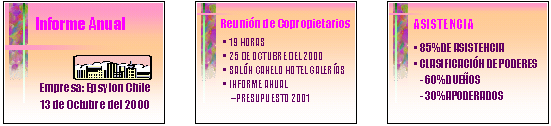 Informe Anual
Empresa: Epsylon Chile
13 de Octubre del 2000
Reunión de Copropietarios
• 19 HORAS
• 25 DE OCTUBRE DEL 2000
• SALÓN CANELO HOTEL GALERÍAS
• INFORME ANUAL
–PRESUPUESTO 2001
ASISTENCIA
• 85% DE ASISTENCIA
• CLASIFICACIÓN DE PODERES
- 60% DUEÑOS
- 30% APODERADOS